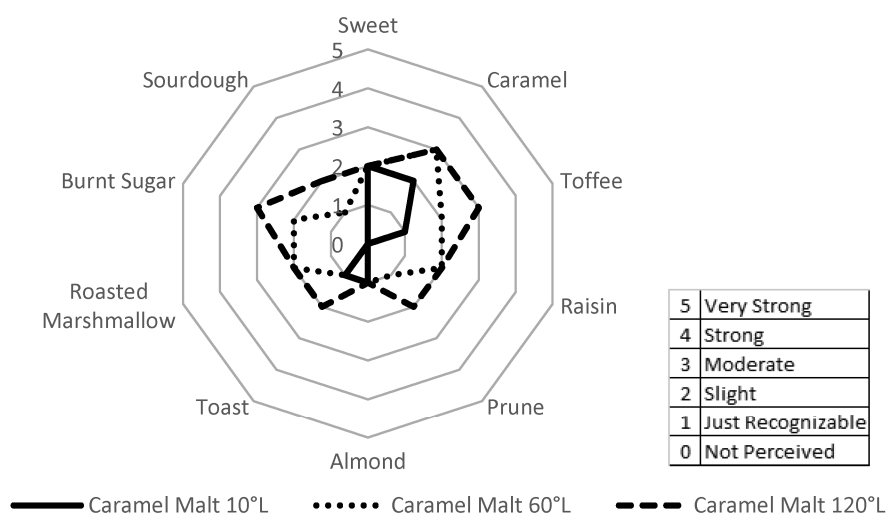 Sweet
5
Sourdough
Caramel
4
3
2
Burnt Sugar
Toffee
1
0
Roasted
Marshmallow
Raisin
Toast
Prune
Almond
5 Very Strong
4 Strong
3 Moderate
2 Slight
1 Just Recognizable
0 Not Perceived
Caramel Malt 10°L
Caramel Malt 60°L
Caramel Malt 120°L